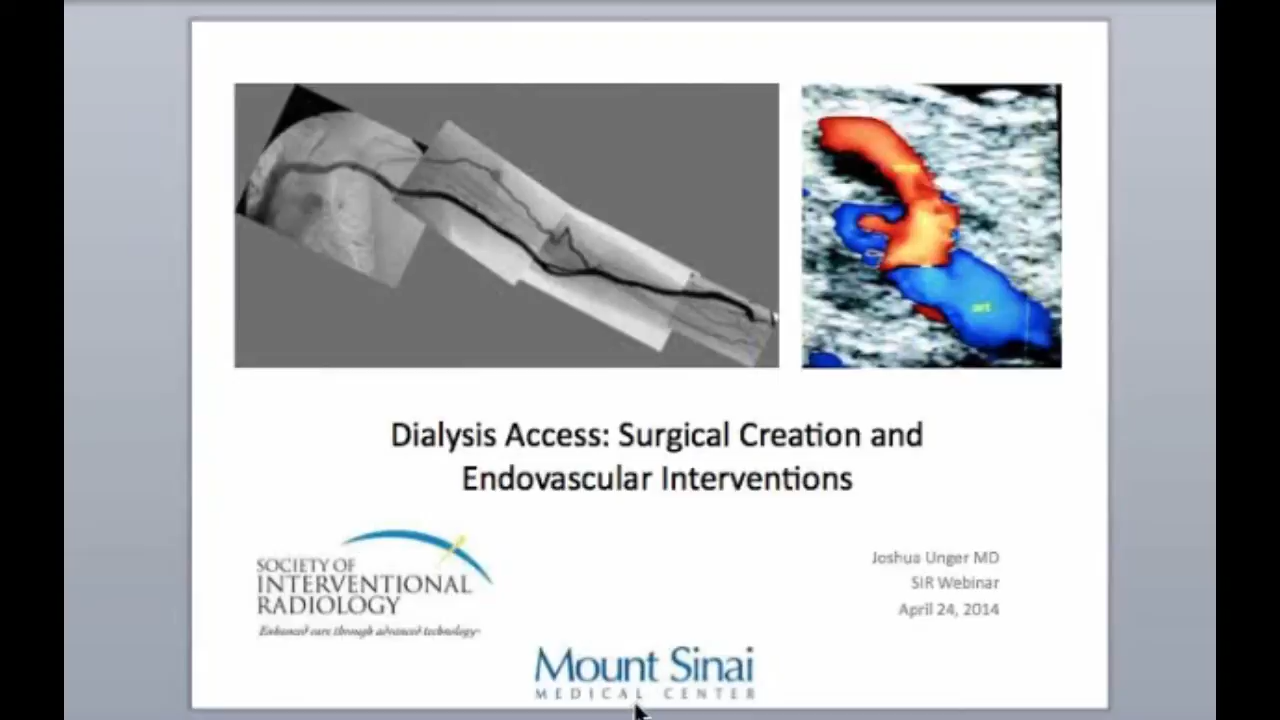 art
Dialysis Access: Surgical Creation and
Endovascular Interventions
SOCIETY OF
INTERVENTIONAL
RADIOLOGY
Enhanced care through advanced technology
Joshua Unger MD
SIR Webinar
April 24, 2014
Mount Sinai
MEDICAL CENTER